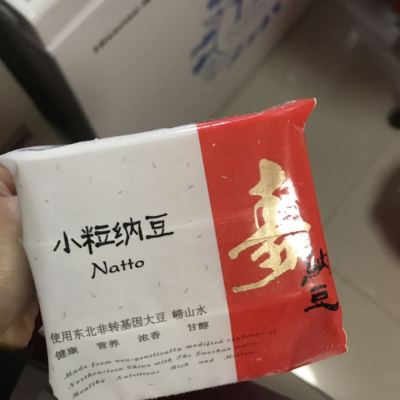 小粒纳豆
Natto
使用东北非转基因大豆 崂山水
健康 营养 浓香 甘醇
Made from non-genetically modified soybeans of
Northeastern China with The Laoshan water
Healthy Nutritious Rich and Mellow
寿
纳豆